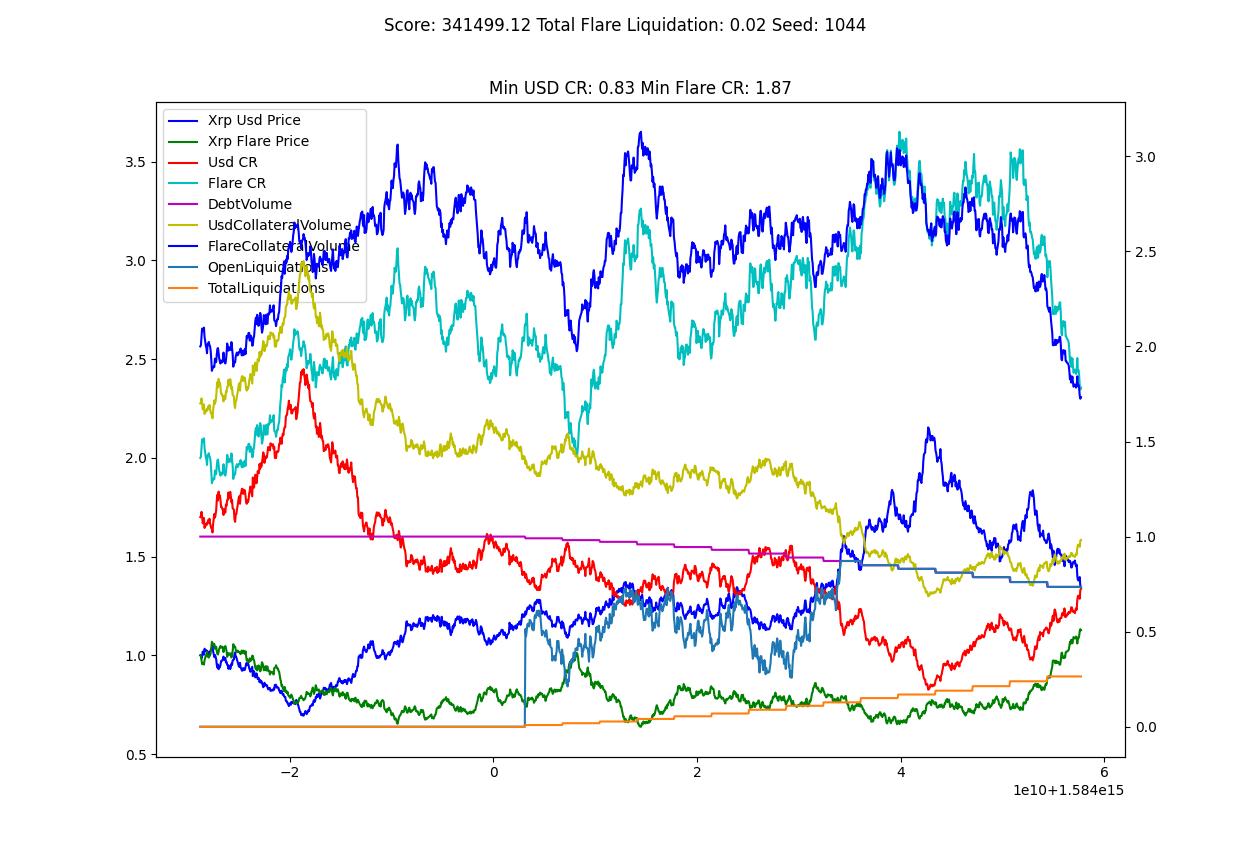 Score: 341499.12 Total Flare Liquidation: 0.02 Seed: 1044
Min USD CR: 0.83 Min Flare CR: 1.87
Xrp Usd Price
Xrp Flare Price
Usd CR
Flare CR
DebtVolume
UsdCollateralVolume
FlareCollateralVolume
OpenLiquidations
TotalLiquidations
3.5
3.0
2.5
2.0
1.5
1.0
0.5
3.0
2.5
2.0
1.5
1.0
0.5
0.0
−2 0 2 4 6
1e10+1.584e15